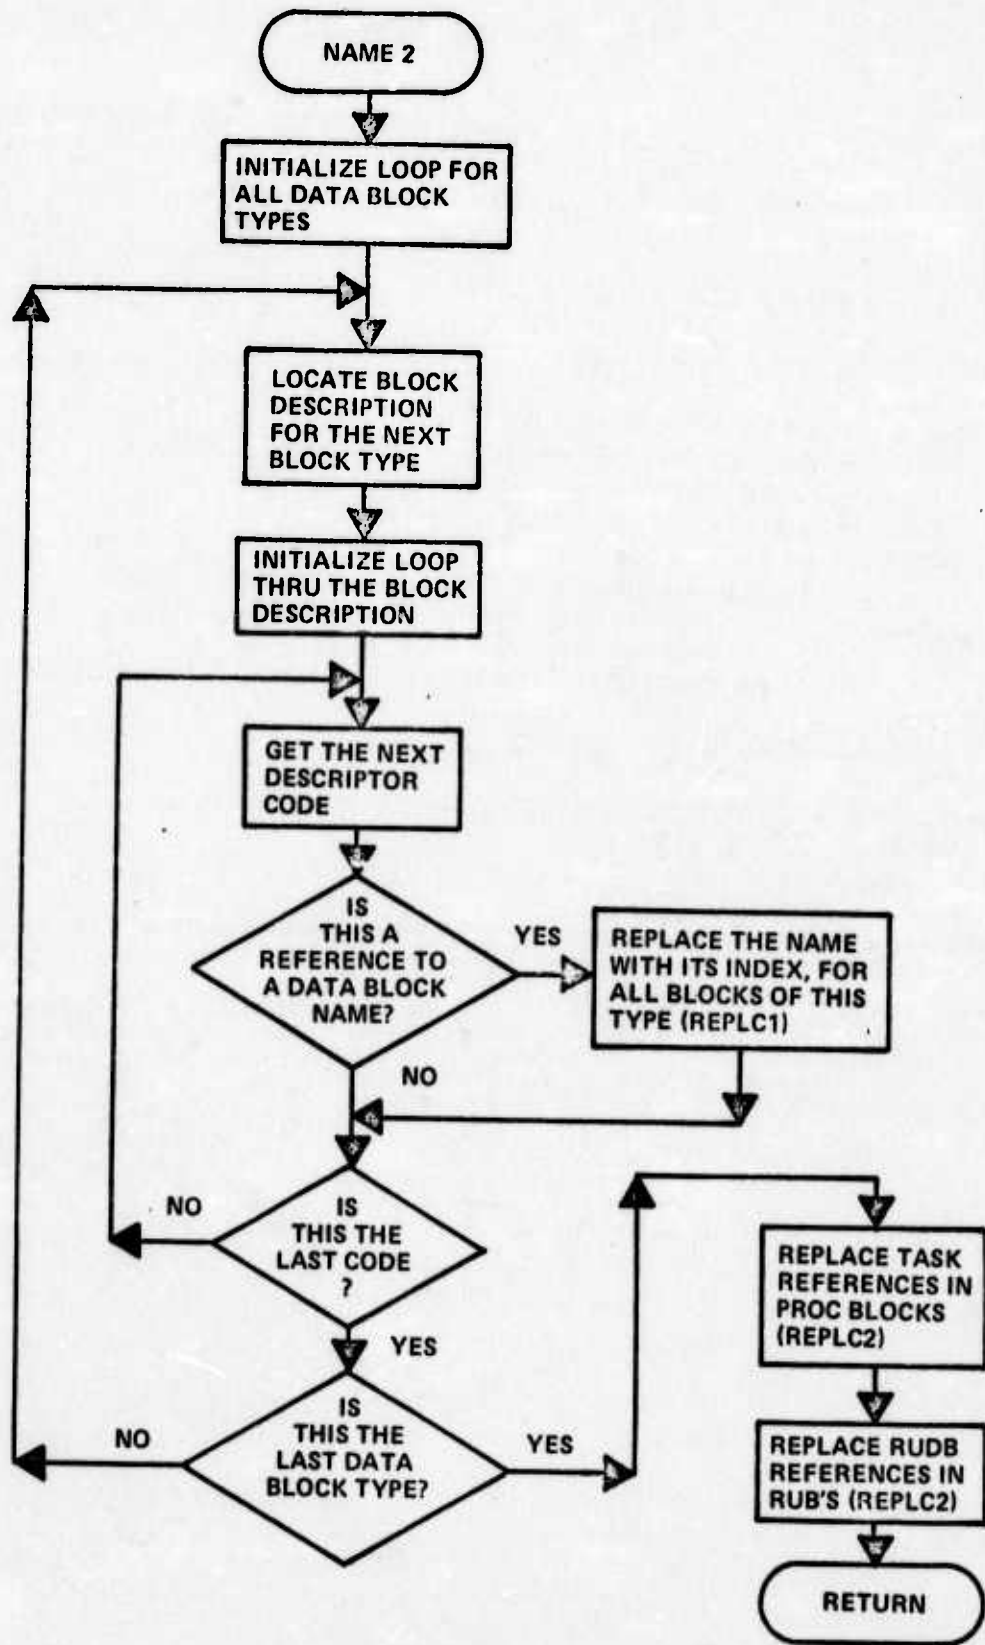 NAME 2
INITIALIZE LOOP FOR
ALL DATA BLOCK
TYPES
LOCATE BLOCK
DESCRIPTION
FOR THE NEXT
BLOCK TYPE
INITIALIZE LOOP
THRU THE BLOCK
DESCRIPTION
GET THE NEXT
DESCRIPTOR
CODE
IS
THIS A
REFERENCE TO
A DATA BLOCK
NAME?
YES
REPLACE THE NAME
WITH ITS INDEX, FOR
ALL BLOCKS OF THIS
TYPE (REPLC1)
NO
IS
THIS THE
LAST CODE
?
NO
YES
IS
THIS THE
LAST DATA
BLOCK TYPE?
NO
YES
REPLACE TASK
REFERENCES IN
PROC BLOCKS
(REPLC2)
REPLACE RUDB
REFERENCES IN
RUB'S (REPLC2)
RETURN